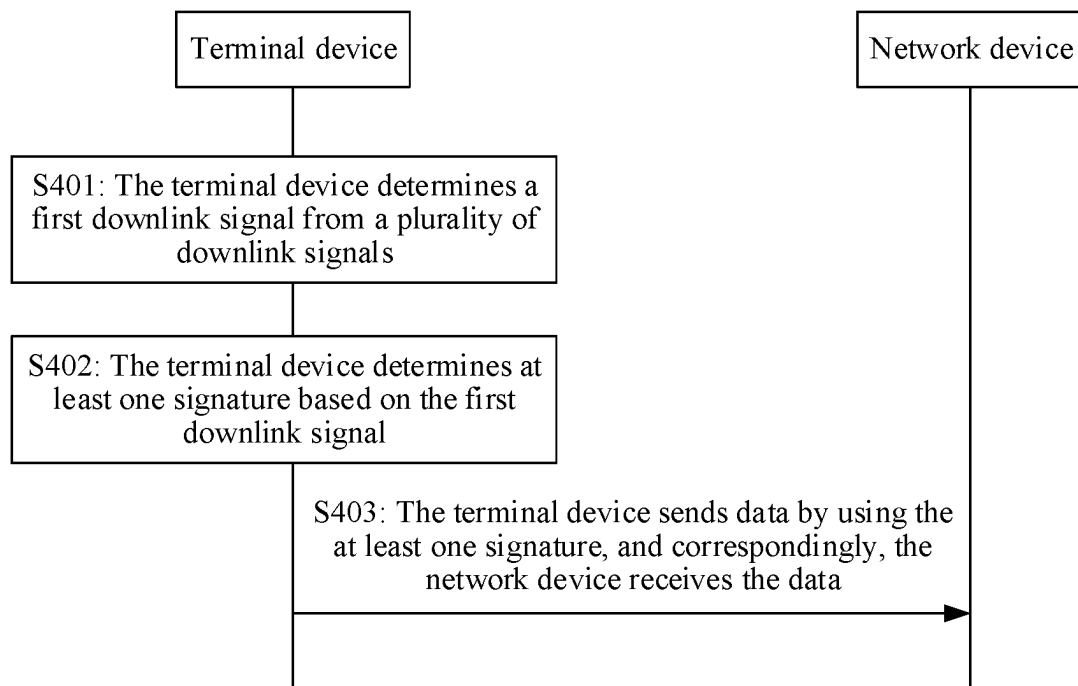 Terminal device
Network device
S401: The terminal device determines a
first downlink signal from a plurality of
downlink signals
S402: The terminal device determines at
least one signature based on the first
downlink signal
S403: The terminal device sends data by using the
at least one signature, and correspondingly, the
network device receives the data